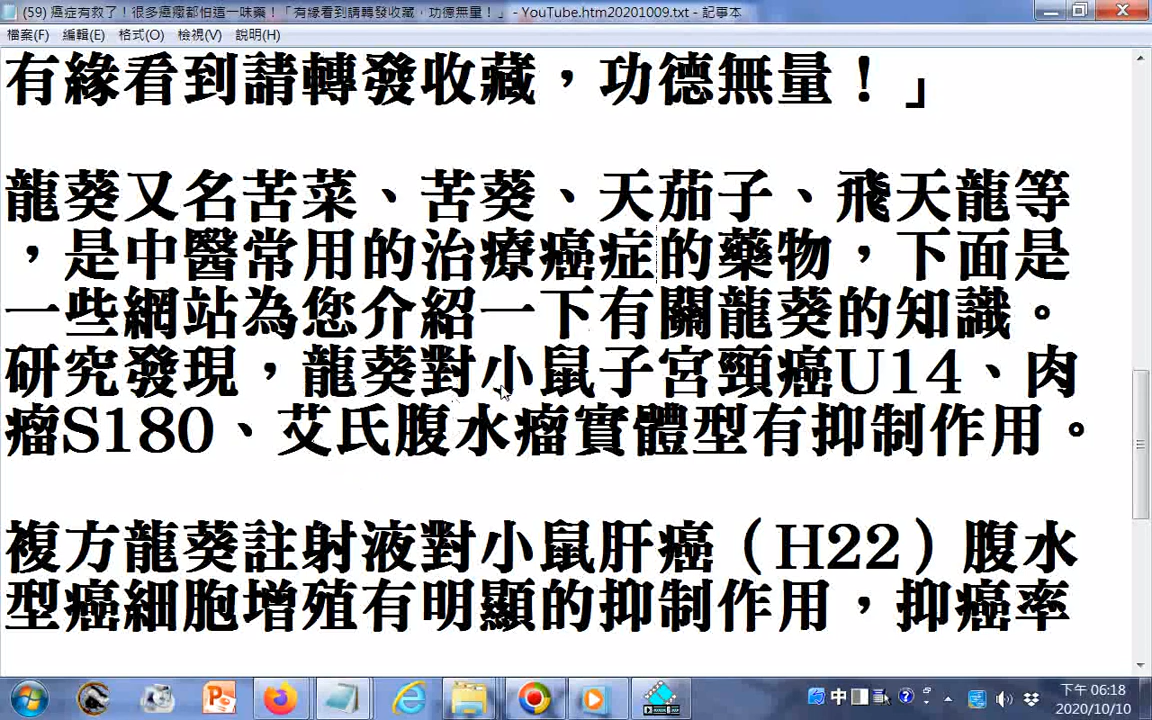 (59) 癌症有救了！很多癌癥都怕這一味藥！「有緣看到請轉發收藏，功德無量！」 - YouTube.htm20201009.txt - 記事本
檔案(F) 編輯(E) 格式(O) 檢視(V) 說明(H)
有緣看到請轉發收藏，功德無量！」
龍葵又名苦菜、苦葵、天茄子、飛天龍等
，是中醫常用的治療癌症的藥物，下面是
一些網站為您介紹一下有關龍葵的知識。
研究發現，龍葵對小鼠子宮頸癌U14、肉
瘤S180、艾氏腹水瘤實體型有抑制作用。
複方龍葵註射液對小鼠肝癌（H22）腹水
型癌細胞增殖有明顯的抑制作用，抑癌率
中
下午 06:18
2020/10/10